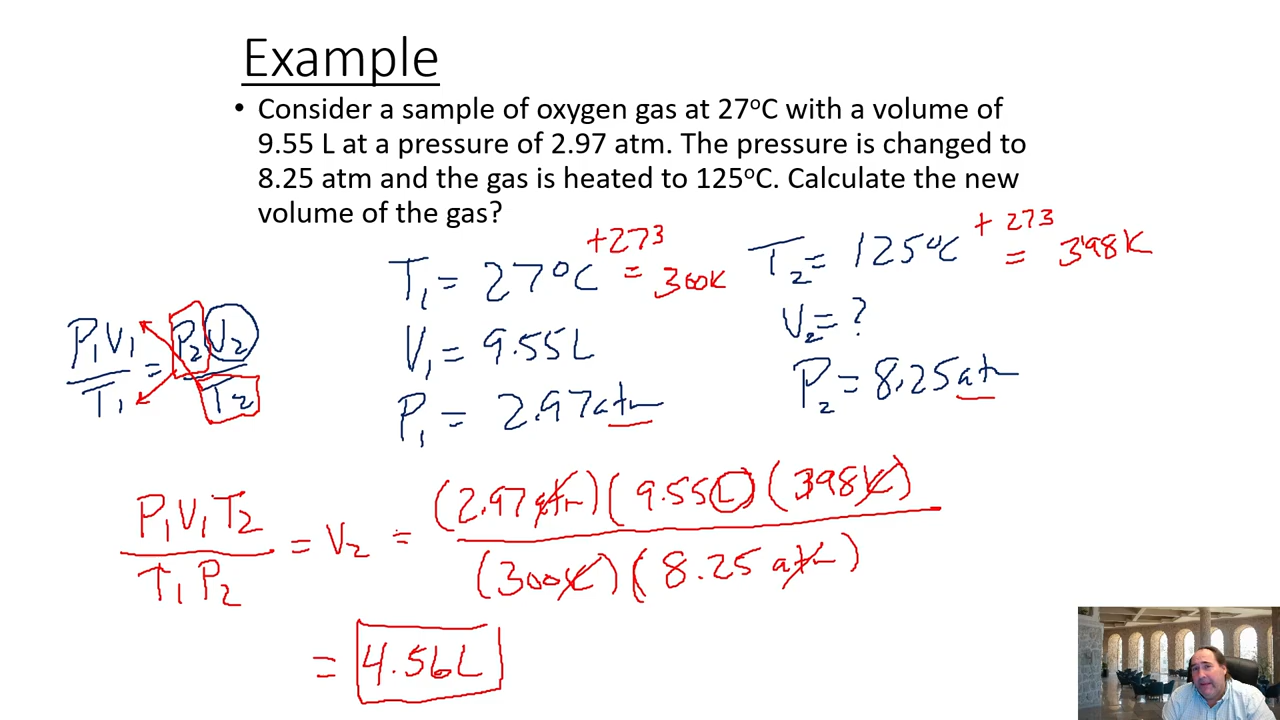 Example
• Consider a sample of oxygen gas at 27°C with a volume of
9.55 L at a pressure of 2.97 atm. The pressure is changed to
8.25 atm and the gas is heated to 125°C. Calculate the new
volume of the gas?
T₁ = 27°C +273 = 300K
T₂ = 125°C +273 = 398K
V₁ = 9.55L
V₂ = ?
P₁ = 2.97atm
P₂ = 8.25atm
P₁V₁/T₁ = P₂V₂/T₂
P₁V₁T₂/T₁P₂ = V₂ = (2.97atm)(9.55L)(398K)/(300K)(8.25atm)
= 4.56L